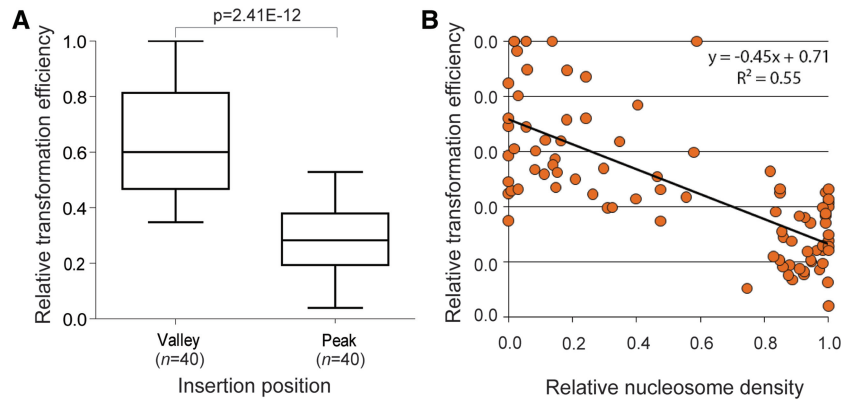 A
p=2.41E-12
Relative transformation efficiency
1.0
0.8
0.6
0.4
0.2
0.0
Valley
(n=40)
Peak
(n=40)
Insertion position
B
Relative transformation efficiency
0.0
0.0
0.0
0.0
0.0
0.0
y = -0.45x + 0.71
R² = 0.55
0.0 0.2 0.4 0.6 0.8 1.0
Relative nucleosome density